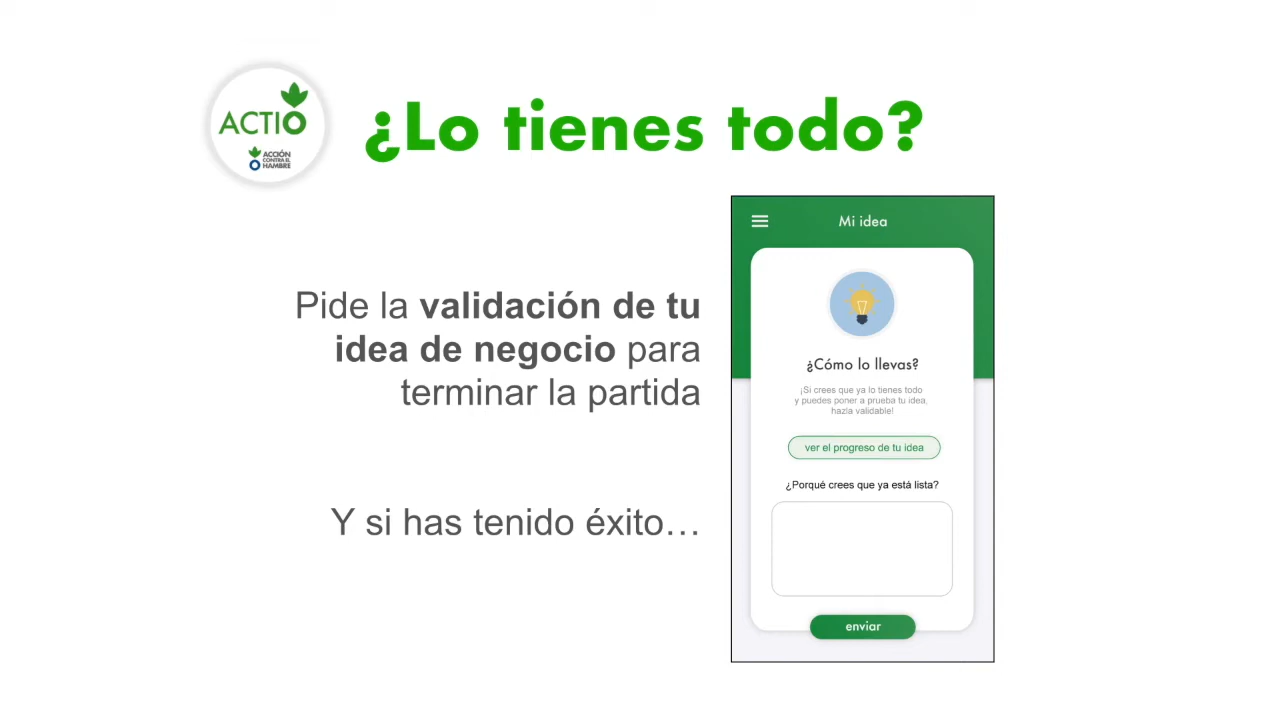 ACTIO
ACCIÓN
CONTRA EL
HAMBRE
¿Lo tienes todo?
Pide la validación de tu
idea de negocio para
terminar la partida
Y si has tenido éxito…
Mi idea
¿Cómo lo llevas?
¡Si crees que ya lo tienes todo
y puedes poner a prueba tu idea,
hazla validable!
ver el progreso de tu idea
¿Porqué crees que ya está lista?
enviar